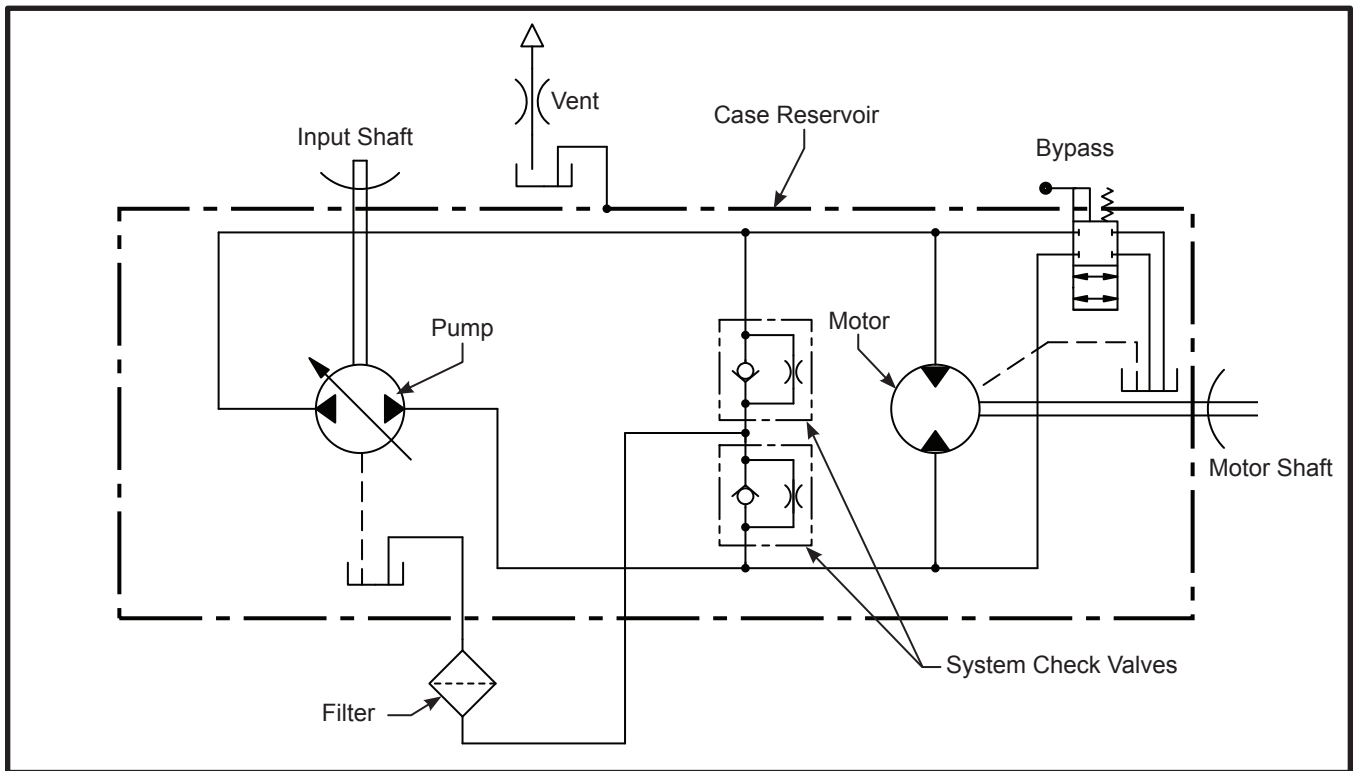 Vent
Case Reservoir
Input Shaft
Bypass
Pump
Motor
Motor Shaft
System Check Valves
Filter